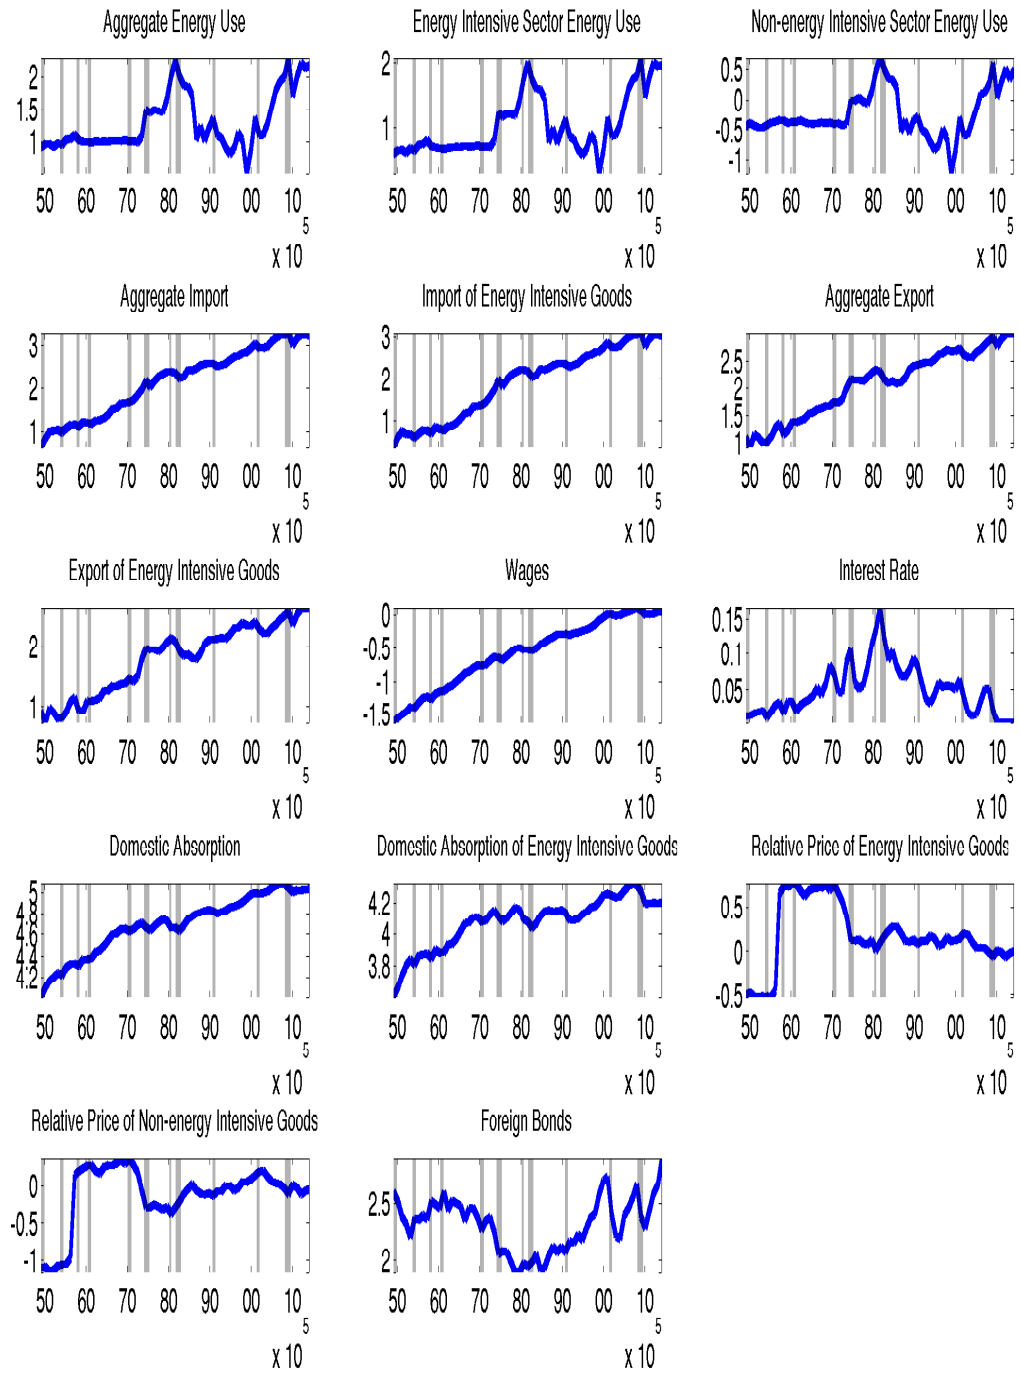 Aggregate Energy Use
Energy Intensive Sector Energy Use
Non-energy Intensive Sector Energy Use
2
1.5
1
50 60 70 80 90 00 10
5
x 10
2
1
50 60 70 80 90 00 10
5
x 10
0.5
0
-0.5
-1
50 60 70 80 90 00 10
5
x 10
Aggregate Import
Import of Energy Intensive Goods
Aggregate Export
3
2
1
50 60 70 80 90 00 10
5
x 10
3
2
1
50 60 70 80 90 00 10
5
x 10
2.5
2
1.5
1
50 60 70 80 90 00 10
5
x 10
Export of Energy Intensive Goods
Wages
Interest Rate
2
1
50 60 70 80 90 00 10
5
x 10
0
-0.5
-1
-1.5
50 60 70 80 90 00 10
5
x 10
0.15
0.1
0.05
50 60 70 80 90 00 10
5
x 10
Domestic Absorption
Domestic Absorption of Energy Intensive Goods
Relative Price of Energy Intensive Goods
5
4.8
4.6
4.4
4.2
50 60 70 80 90 00 10
5
x 10
4.2
4
3.8
50 60 70 80 90 00 10
5
x 10
0.5
0
-0.5
50 60 70 80 90 00 10
5
x 10
Relative Price of Non-energy Intensive Goods
Foreign Bonds
0
-0.5
-1
50 60 70 80 90 00 10
5
x 10
2.5
2
50 60 70 80 90 00 10
5
x 10